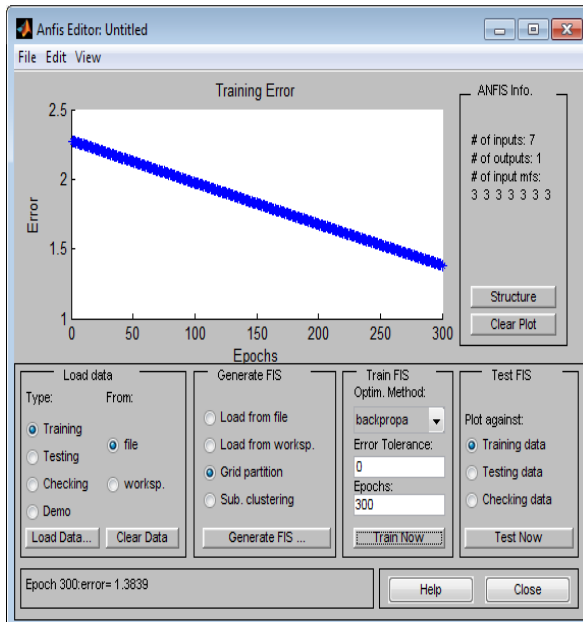 Anfis Editor: Untitled
File Edit View
Training Error
2.5
2
1.5
1
Error
0 50 100 150 200 250 300
Epochs
ANFIS Info.
# of inputs: 7
# of outputs: 1
# of input mfs:
3 3 3 3 3 3 3
Structure
Clear Plot
Load data
Type: From:
Training
file
Testing
Checking
worksp.
Demo
Load Data... Clear Data
Generate FIS
Load from file
Load from worksp.
Grid partition
Sub. clustering
Generate FIS ...
Train FIS
Optim. Method:
backpropa
Error Tolerance:
0
Epochs:
300
Train Now
Test FIS
Plot against:
Training data
Testing data
Checking data
Test Now
Epoch 300:error= 1.3839
Help
Close